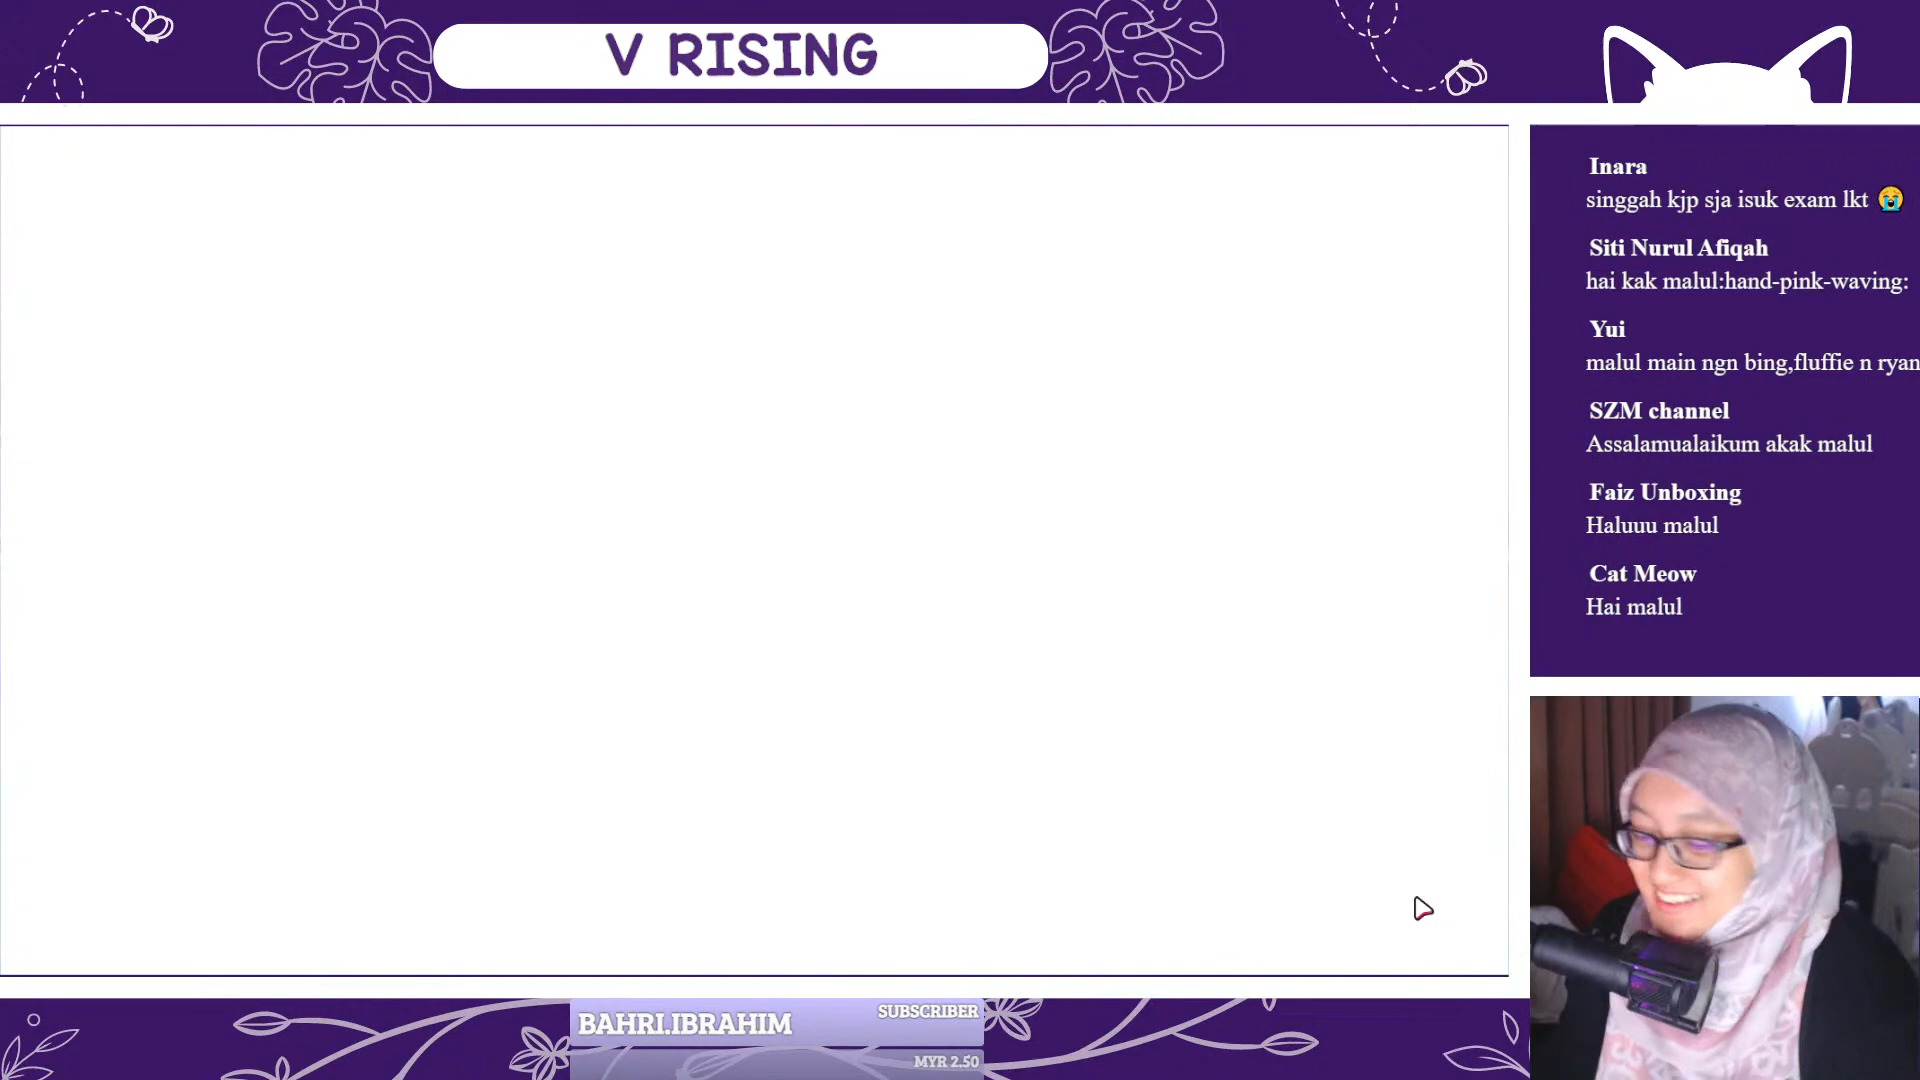 V RISING
Inara
singgah kjp sja isuk exam lkt 😭
Siti Nurul Afiqah
hai kak malul:hand-pink-waving:
Yui
malul main ngn bing,fluffie n ryan
SZM channel
Assalamualaikum akak malul
Faiz Unboxing
Haluuu malul
Cat Meow
Hai malul
BAHRI.IBRAHIM
SUBSCRIBER
MYR 2.50